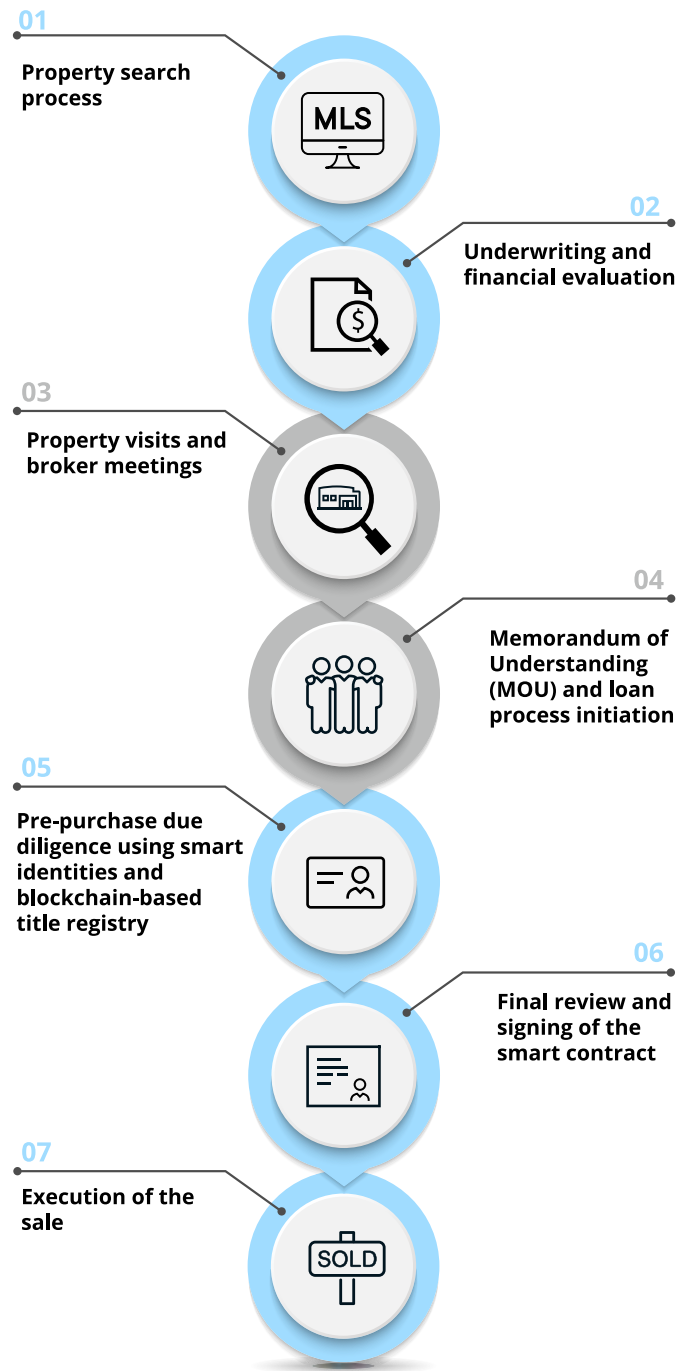 01
Property search
process
MLS
02
Underwriting and
financial evaluation
$
03
Property visits and
broker meetings
04
Memorandum of
Understanding
(MOU) and loan
process initiation
05
Pre-purchase due
diligence using smart
identities and
blockchain-based
title registry
06
Final review and
signing of the
smart contract
07
Execution of the
sale
SOLD